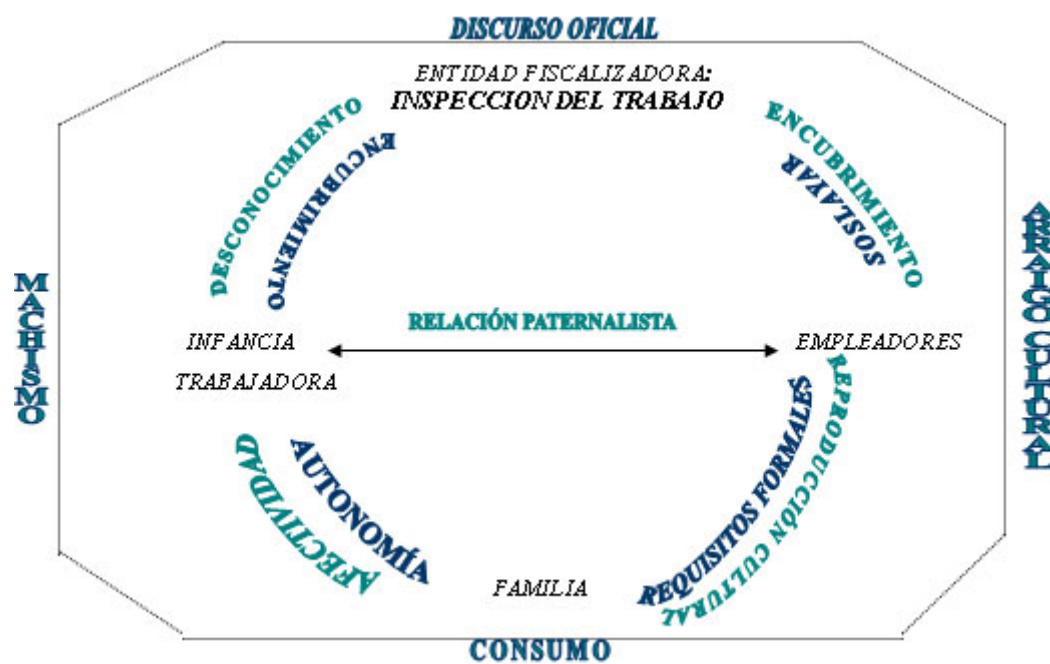 DISCURSO OFICIAL
ENTIDAD FISCALIZADORA:
INSPECCION DEL TRABAJO
DESCONOCIMIENTO
ENCUBRIMIENTO
ENCUBRIMIENTO
SOSLAYAR
MACHISMO
ARRAIGO CULTURAL
RELACIÓN PATERNALISTA
INFANCIA
TRABAJADORA
EMPLEADORES
AFECTIVIDAD
AUTONOMÍA
REQUISITOS FORMALES
REPRODUCCIÓN CULTURAL
FAMILIA
CONSUMO